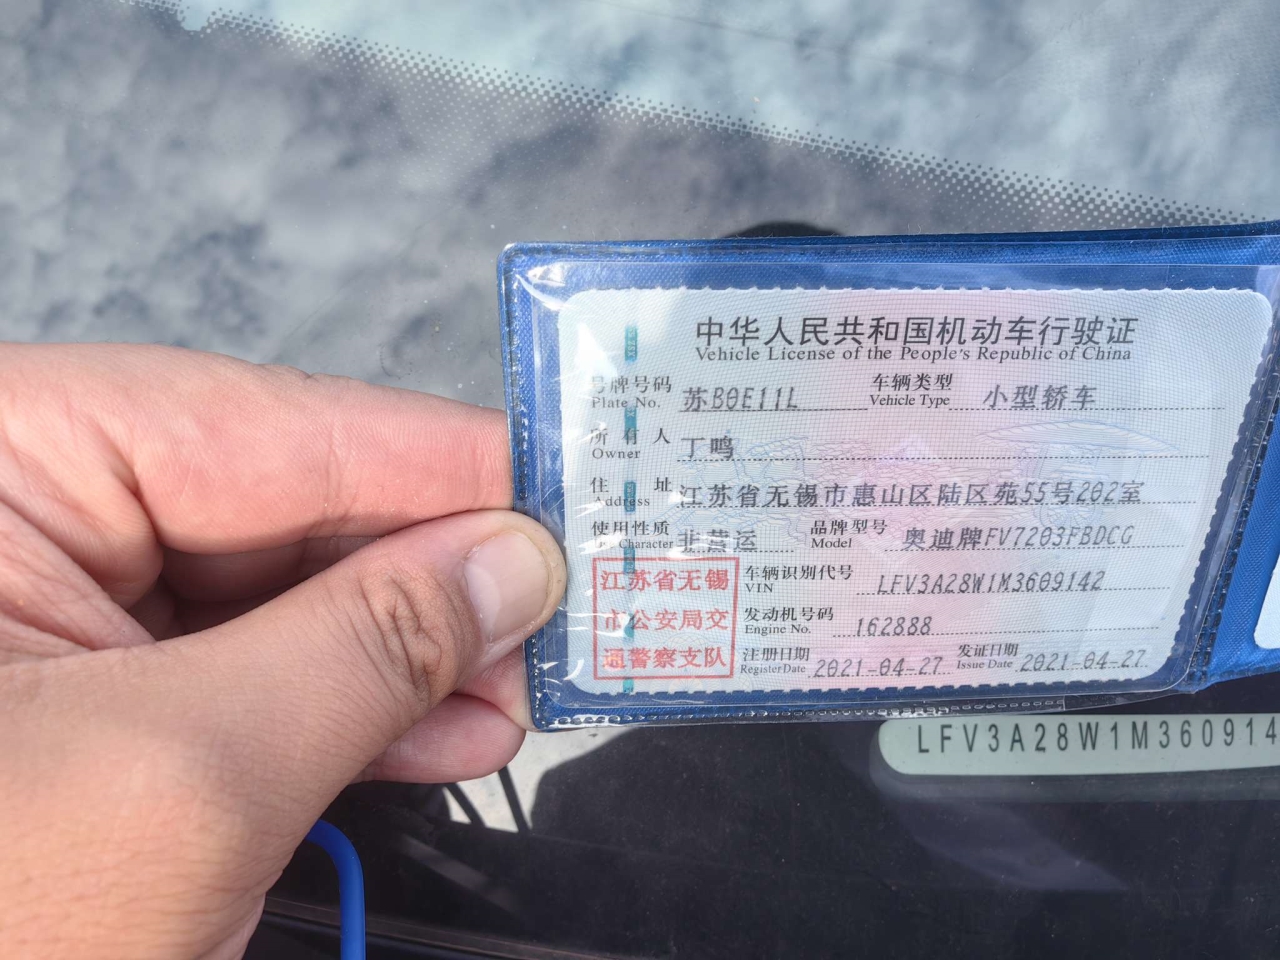 中华人民共和国机动车行驶证
Vehicle License of the People's Republic of China
号牌号码 苏B0E11L 车辆类型 小型轿车
Plate No. Vehicle Type
所有人 丁鸣
Owner
住址 江苏省无锡市惠山区陆区苑55号202室
Address
使用性质 非营运 品牌型号 奥迪牌FV7203FBDCG
Character Model
江苏省无锡
市公安局交
通警察支队
车辆识别代号 LFV3A28W1M3609142
VIN
发动机号码 162888
Engine No.
注册日期 2021-04-27 发证日期 2021-04-27
Register Date Issue Date
LFV3A28W1M360914